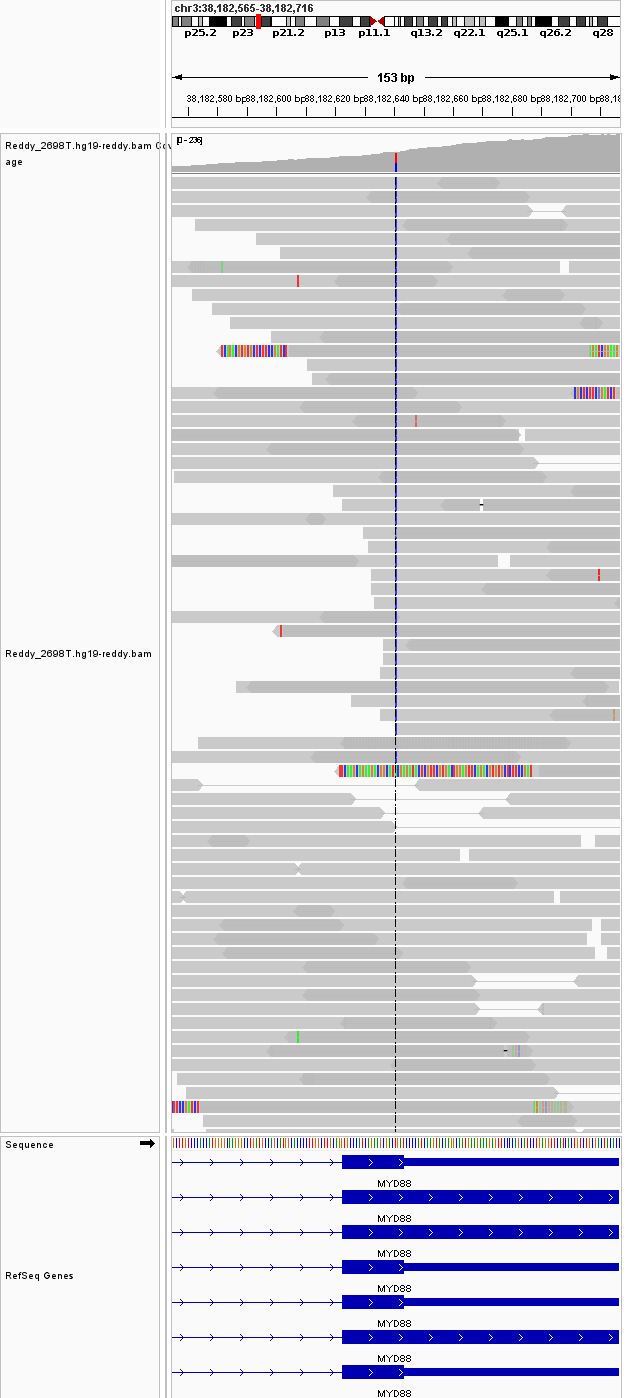 chr3:38,182,565-38,182,716
p25.2 p23 p21.2 p13 p11.1 q13.2 q22.1 q25.1 q26.2 q28
153 bp
38,182,580 bp 38,182,600 bp 38,182,620 bp 38,182,640 bp 38,182,660 bp 38,182,680 bp 38,182,700 bp
Reddy_2698T.hg19-reddy.bam Cov
age
[0 - 236]
Reddy_2698T.hg19-reddy.bam
Sequence
MYD88
MYD88
MYD88
RefSeq Genes
MYD88
MYD88
MYD88
MYD88